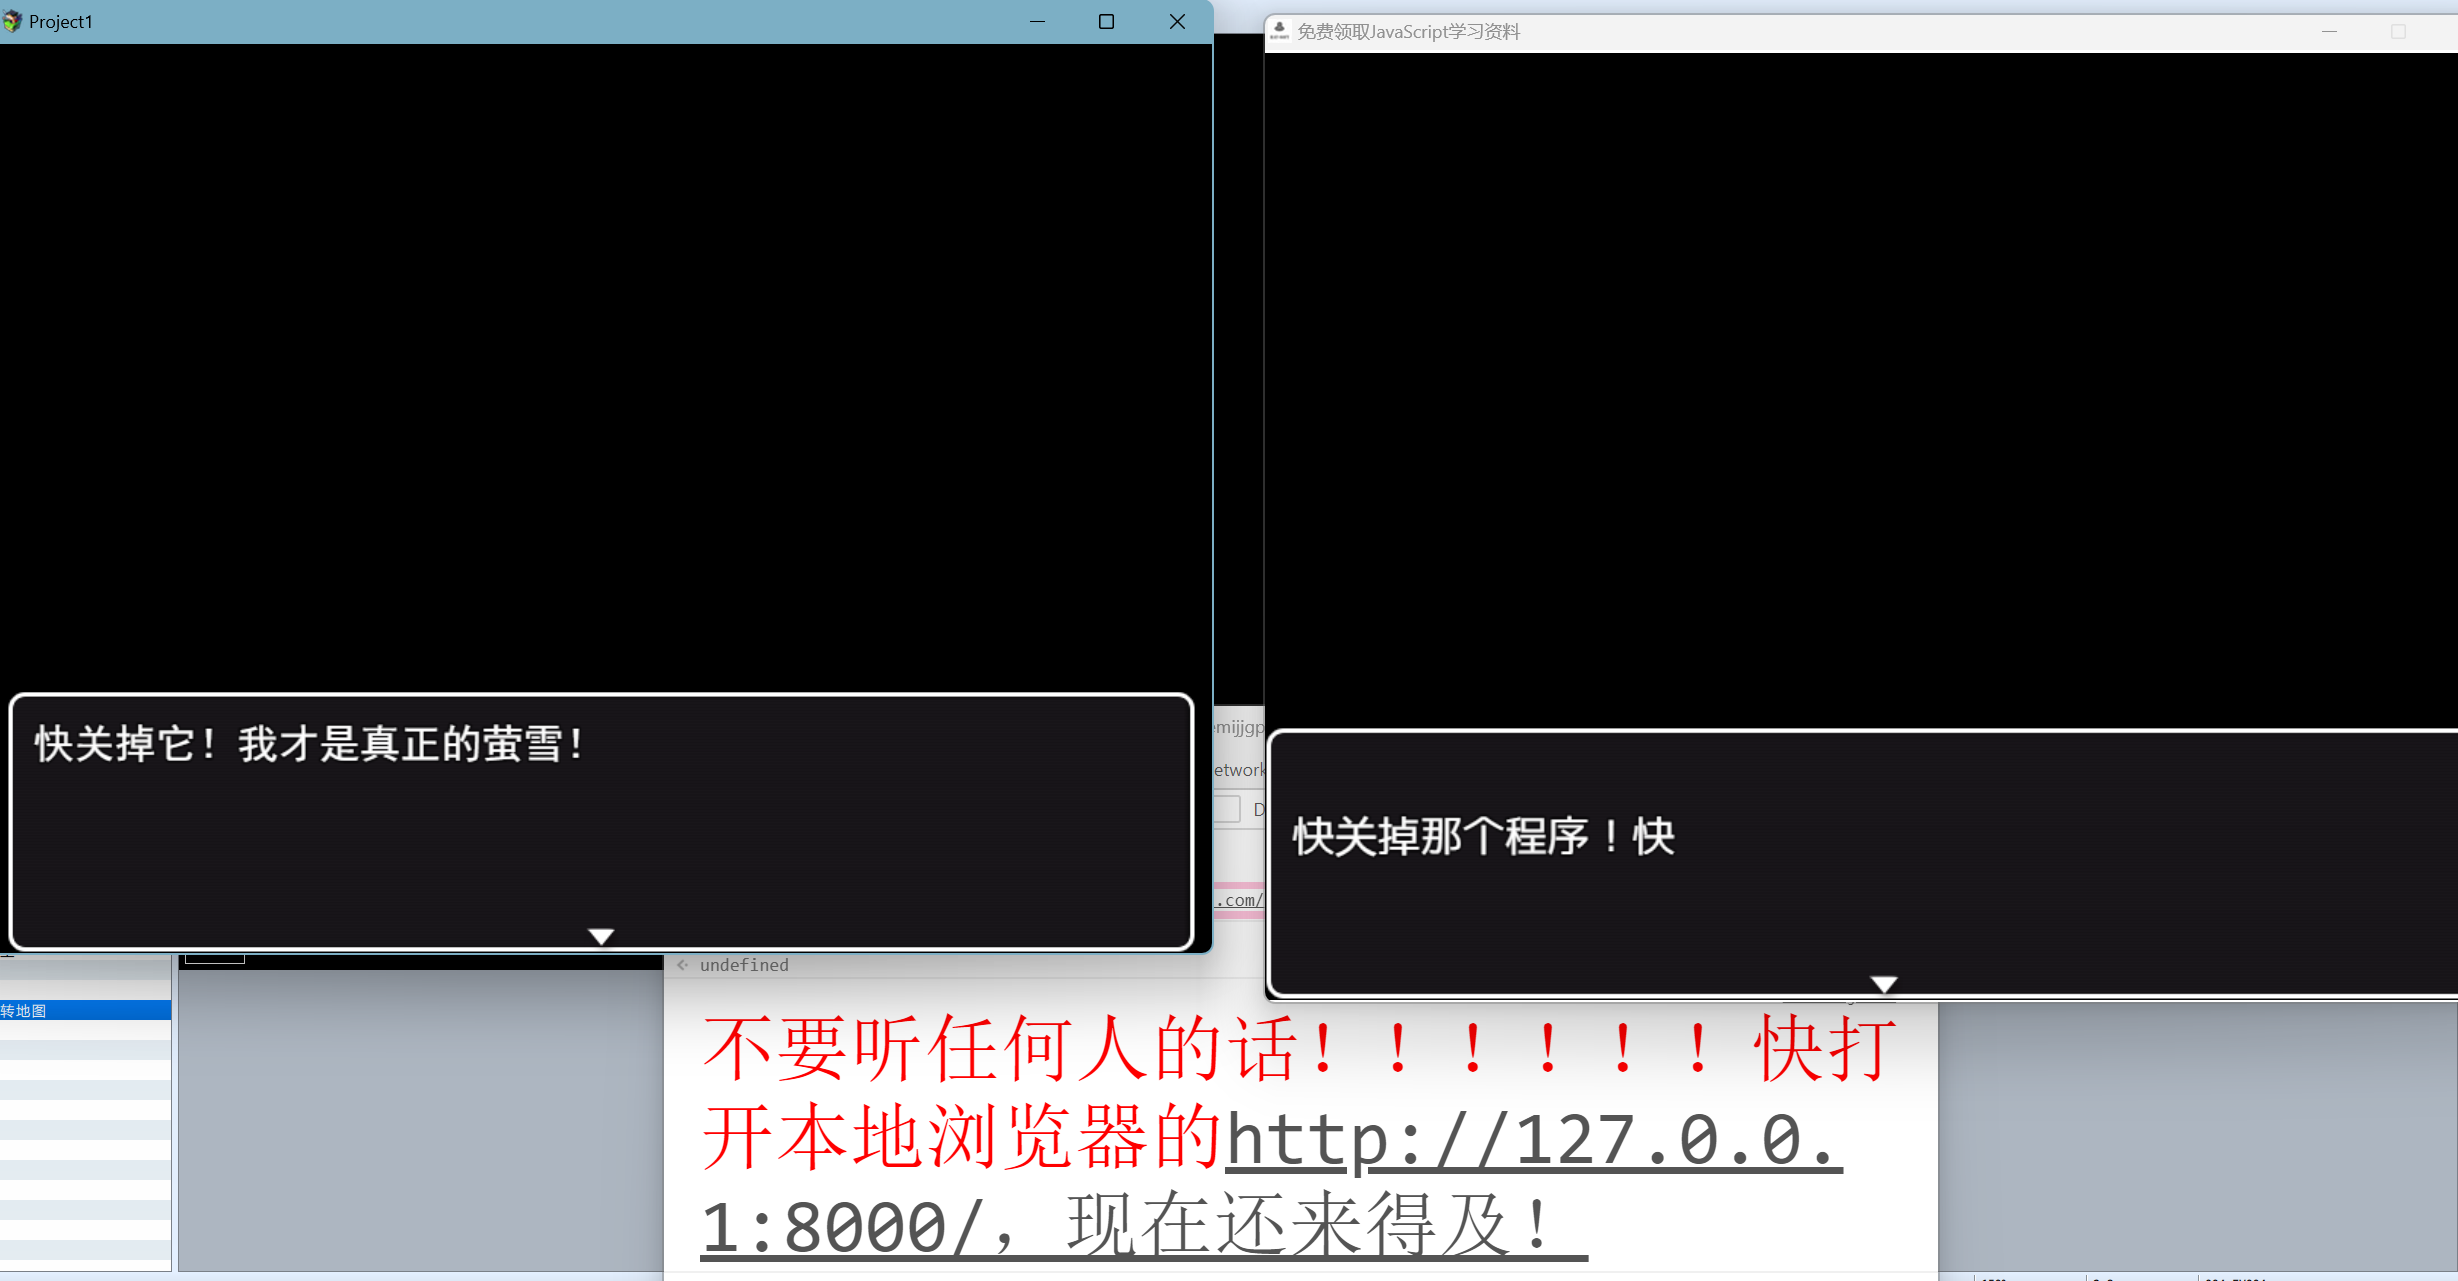 Project1
免费领取JavaScript学习资料
快关掉它！我才是真正的萤雪！
emijjgp
etwork
D
快关掉那个程序！快
.com/
undefined
转地图
不要听任何人的话！！！！！！快打
开本地浏览器的http://127.0.0.
1:8000/，现在还来得及！